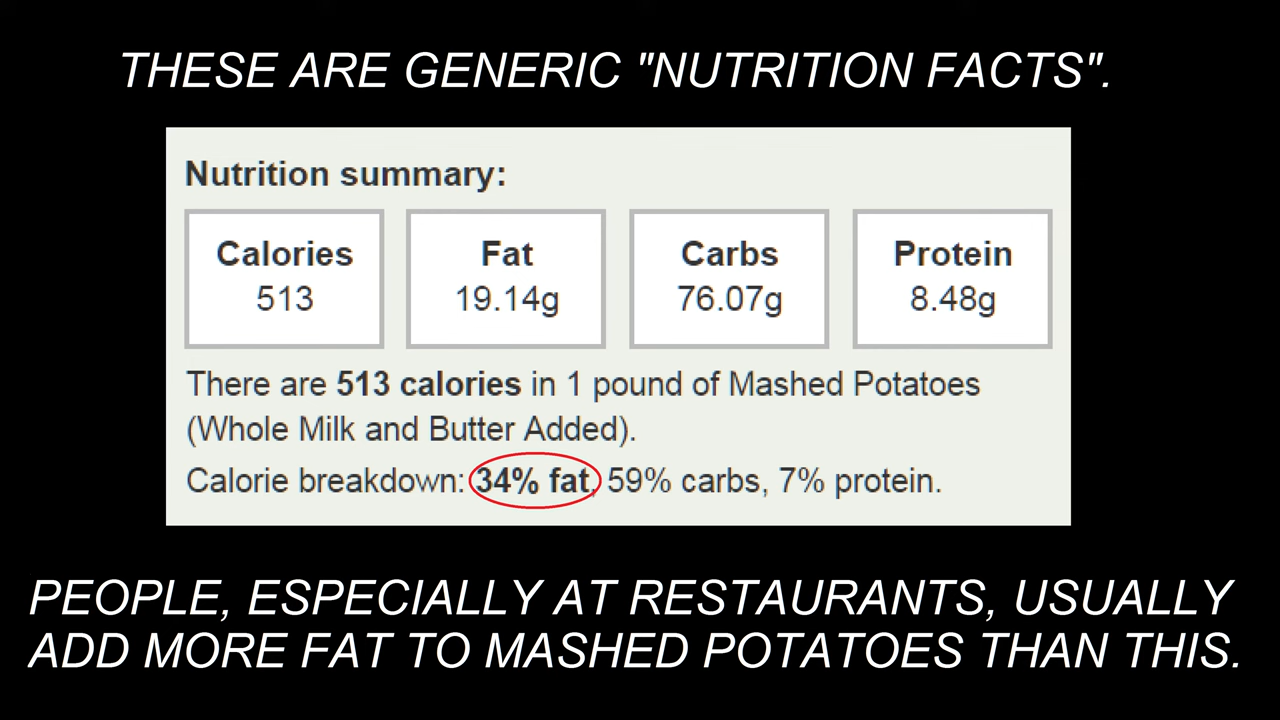 THESE ARE GENERIC "NUTRITION FACTS".
Nutrition summary:
Calories
513
Fat
19.14g
Carbs
76.07g
Protein
8.48g
There are 513 calories in 1 pound of Mashed Potatoes
(Whole Milk and Butter Added).
Calorie breakdown: 34% fat, 59% carbs, 7% protein.
PEOPLE, ESPECIALLY AT RESTAURANTS, USUALLY
ADD MORE FAT TO MASHED POTATOES THAN THIS.